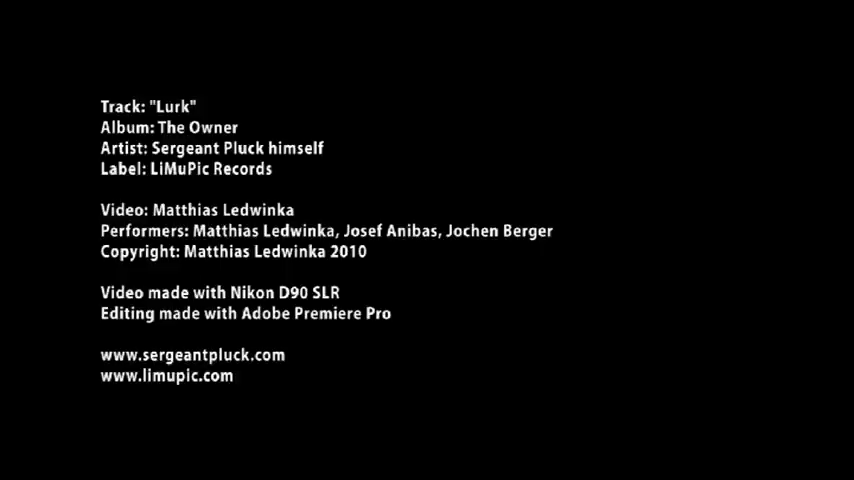 Track: "Lurk"
Album: The Owner
Artist: Sergeant Pluck himself
Label: LiMuPic Records
Video: Matthias Ledwinka
Performers: Matthias Ledwinka, Josef Anibas, Jochen Berger
Copyright: Matthias Ledwinka 2010
Video made with Nikon D90 SLR
Editing made with Adobe Premiere Pro
www.sergeantpluck.com
www.limupic.com